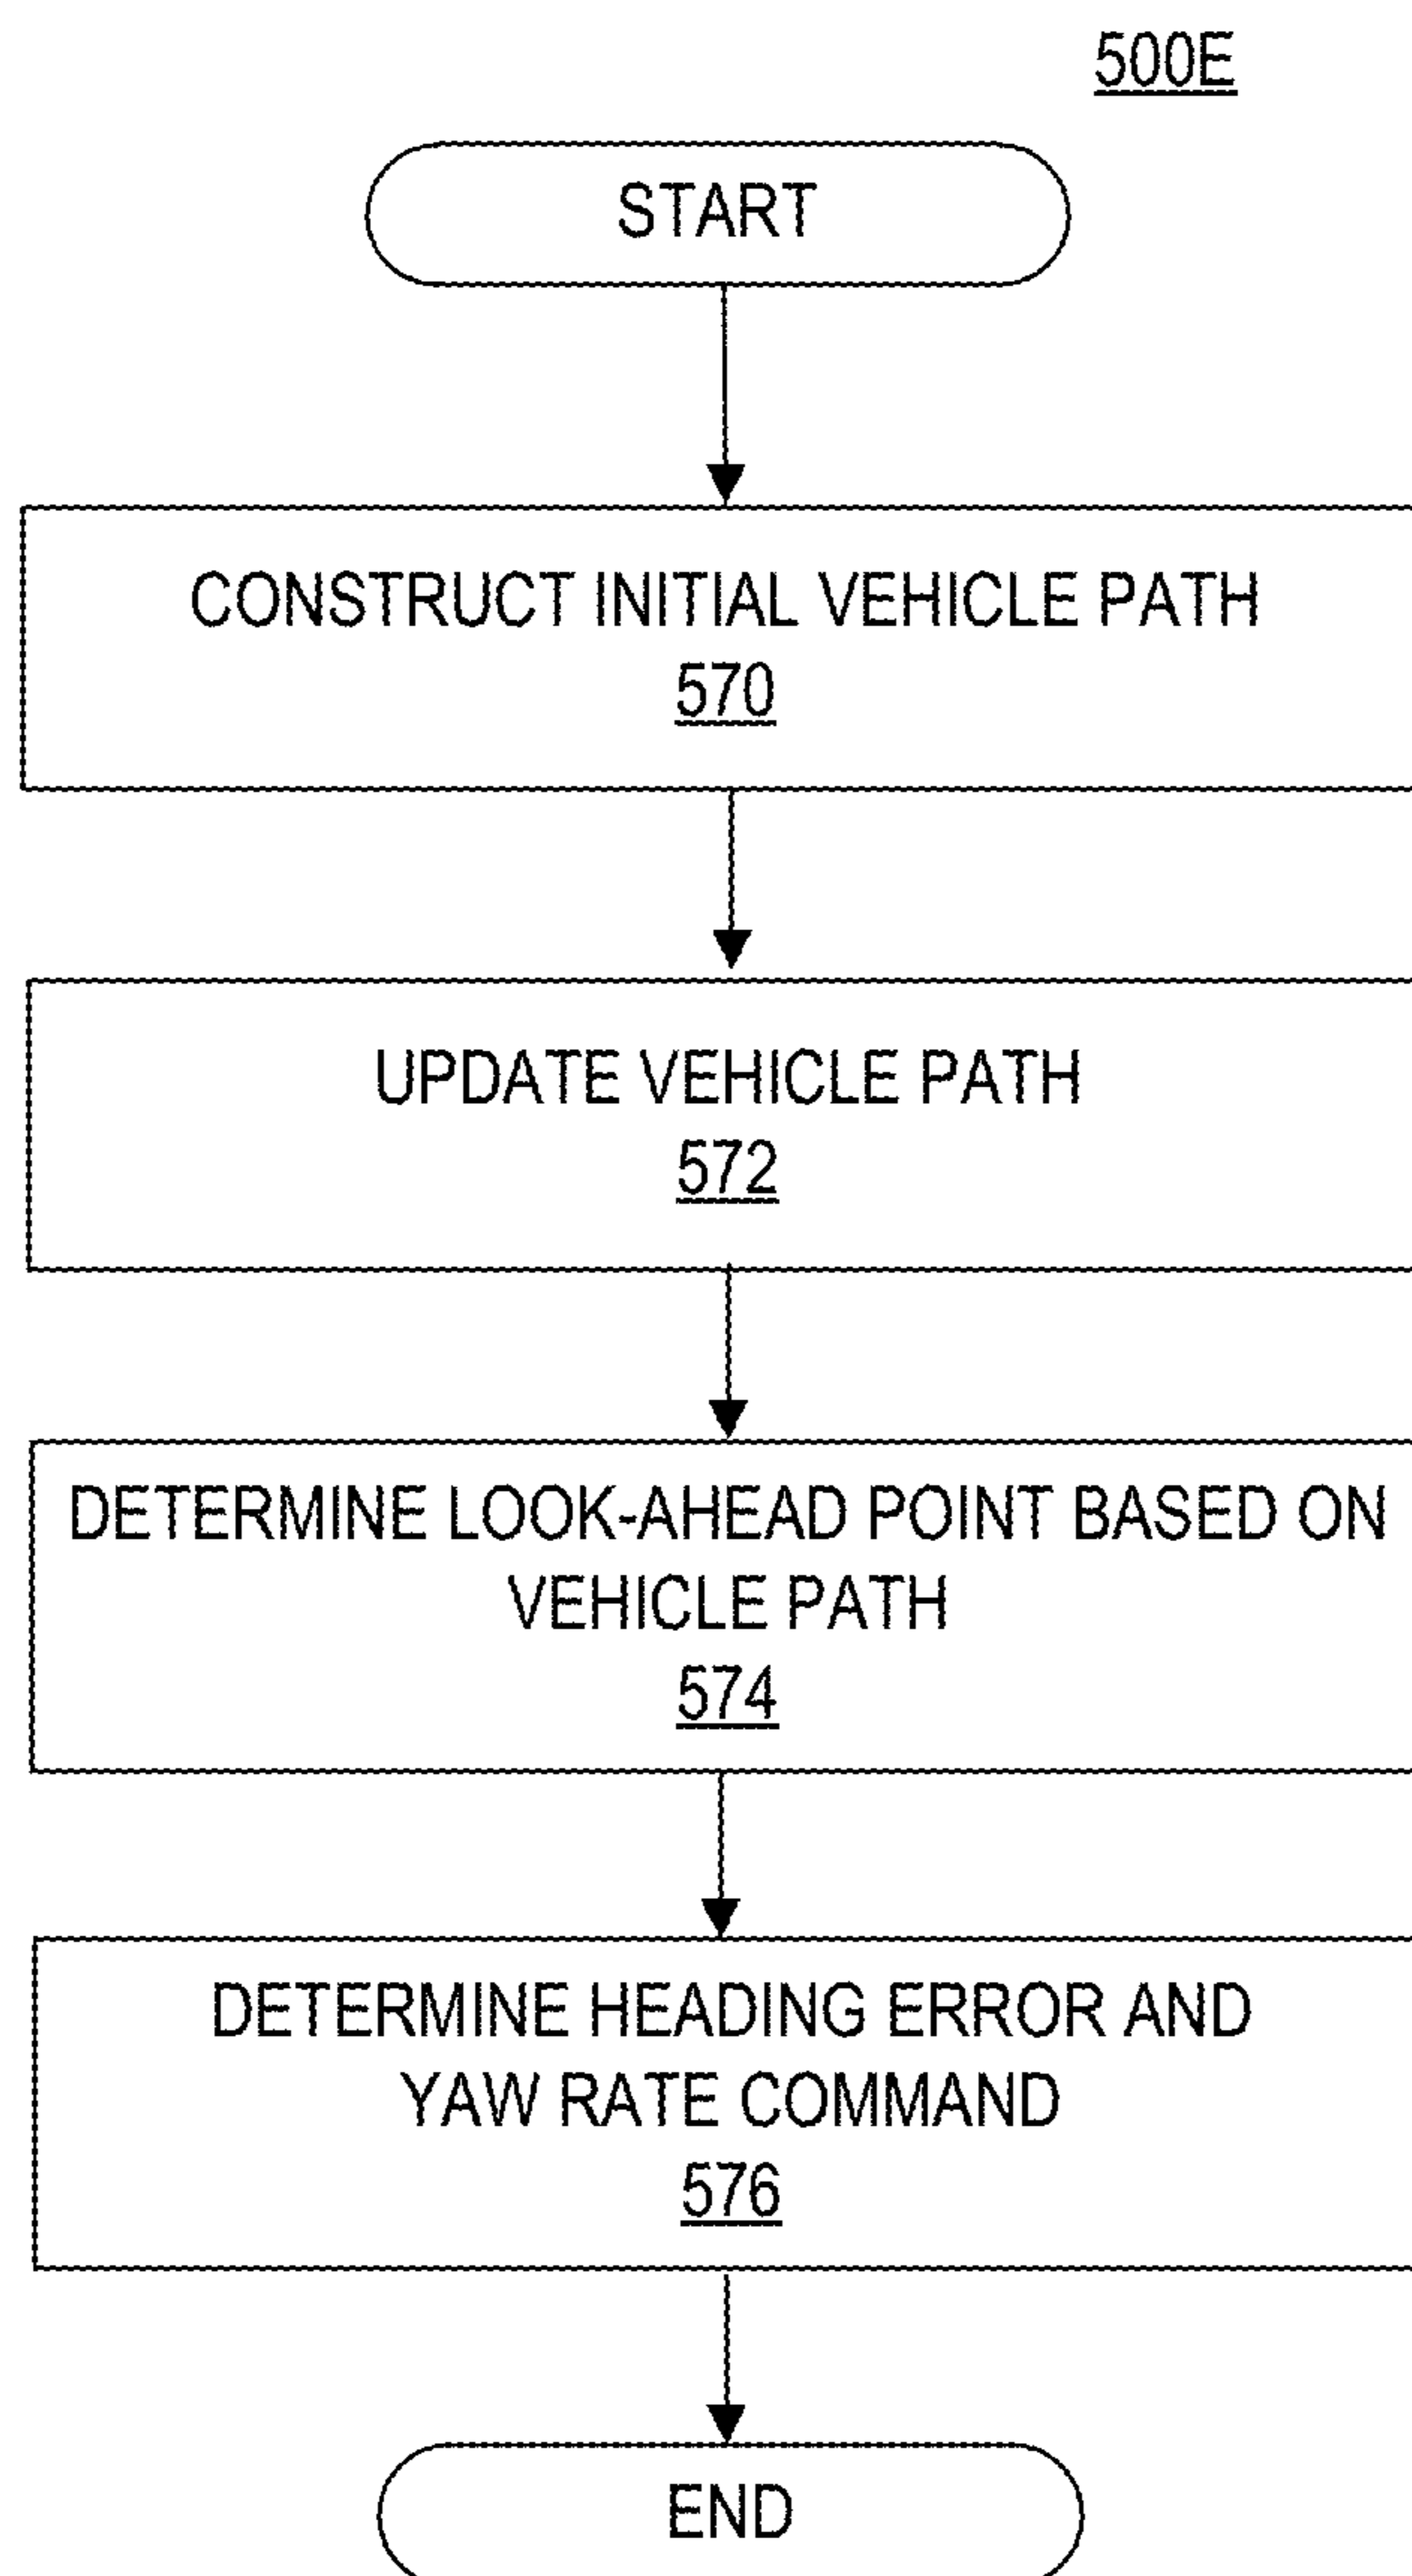 500E
START
CONSTRUCT INITIAL VEHICLE PATH
570
UPDATE VEHICLE PATH
572
DETERMINE LOOK-AHEAD POINT BASED ON
VEHICLE PATH
574
DETERMINE HEADING ERROR AND
YAW RATE COMMAND
576
END